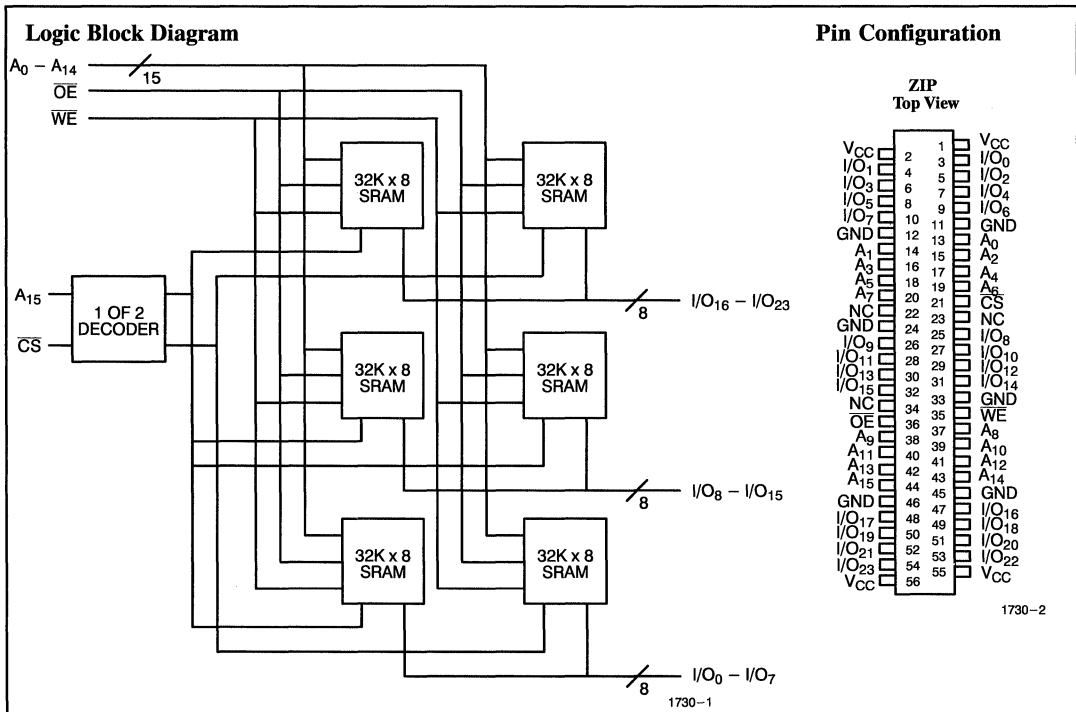 Logic Block Diagram
A0 – A14
15
OE
WE
32K x 8
SRAM
32K x 8
SRAM
A15
CS
1 OF 2
DECODER
8
I/O16 – I/O23
32K x 8
SRAM
32K x 8
SRAM
8
I/O8 – I/O15
32K x 8
SRAM
32K x 8
SRAM
8
I/O0 – I/O7
1730–1
Pin Configuration
ZIP
Top View
1 VCC
VCC 2
3 I/O0
I/O1 4
5 I/O2
I/O3 6
7 I/O4
I/O5 8
9 I/O6
I/O7 10
11 GND
GND 12
13 A0
A1 14
15 A2
A3 16
17 A4
A5 18
19 A6
A7 20
21 CS
NC 22
23 NC
GND 24
25 I/O8
I/O9 26
27 I/O10
I/O11 28
29 I/O12
I/O13 30
31 I/O14
I/O15 32
33 GND
NC 34
35 WE
OE 36
37 A8
A9 38
39 A10
A11 40
41 A12
A13 42
43 A14
A15 44
45 GND
GND 46
47 I/O16
I/O17 48
49 I/O18
I/O19 50
51 I/O20
I/O21 52
53 I/O22
I/O23 54
55 VCC
VCC 56
1730–2